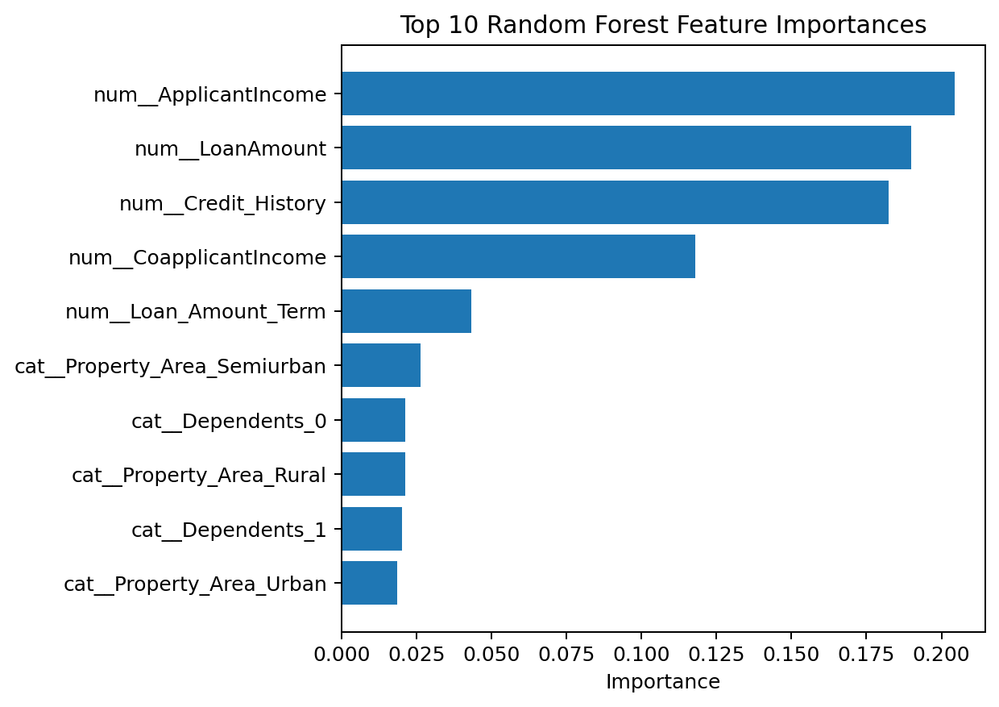 Top 10 Random Forest Feature Importances
num__ApplicantIncome
num__LoanAmount
num__Credit_History
num__CoapplicantIncome
num__Loan_Amount_Term
cat__Property_Area_Semiurban
cat__Dependents_0
cat__Property_Area_Rural
cat__Dependents_1
cat__Property_Area_Urban
0.000 0.025 0.050 0.075 0.100 0.125 0.150 0.175 0.200
Importance